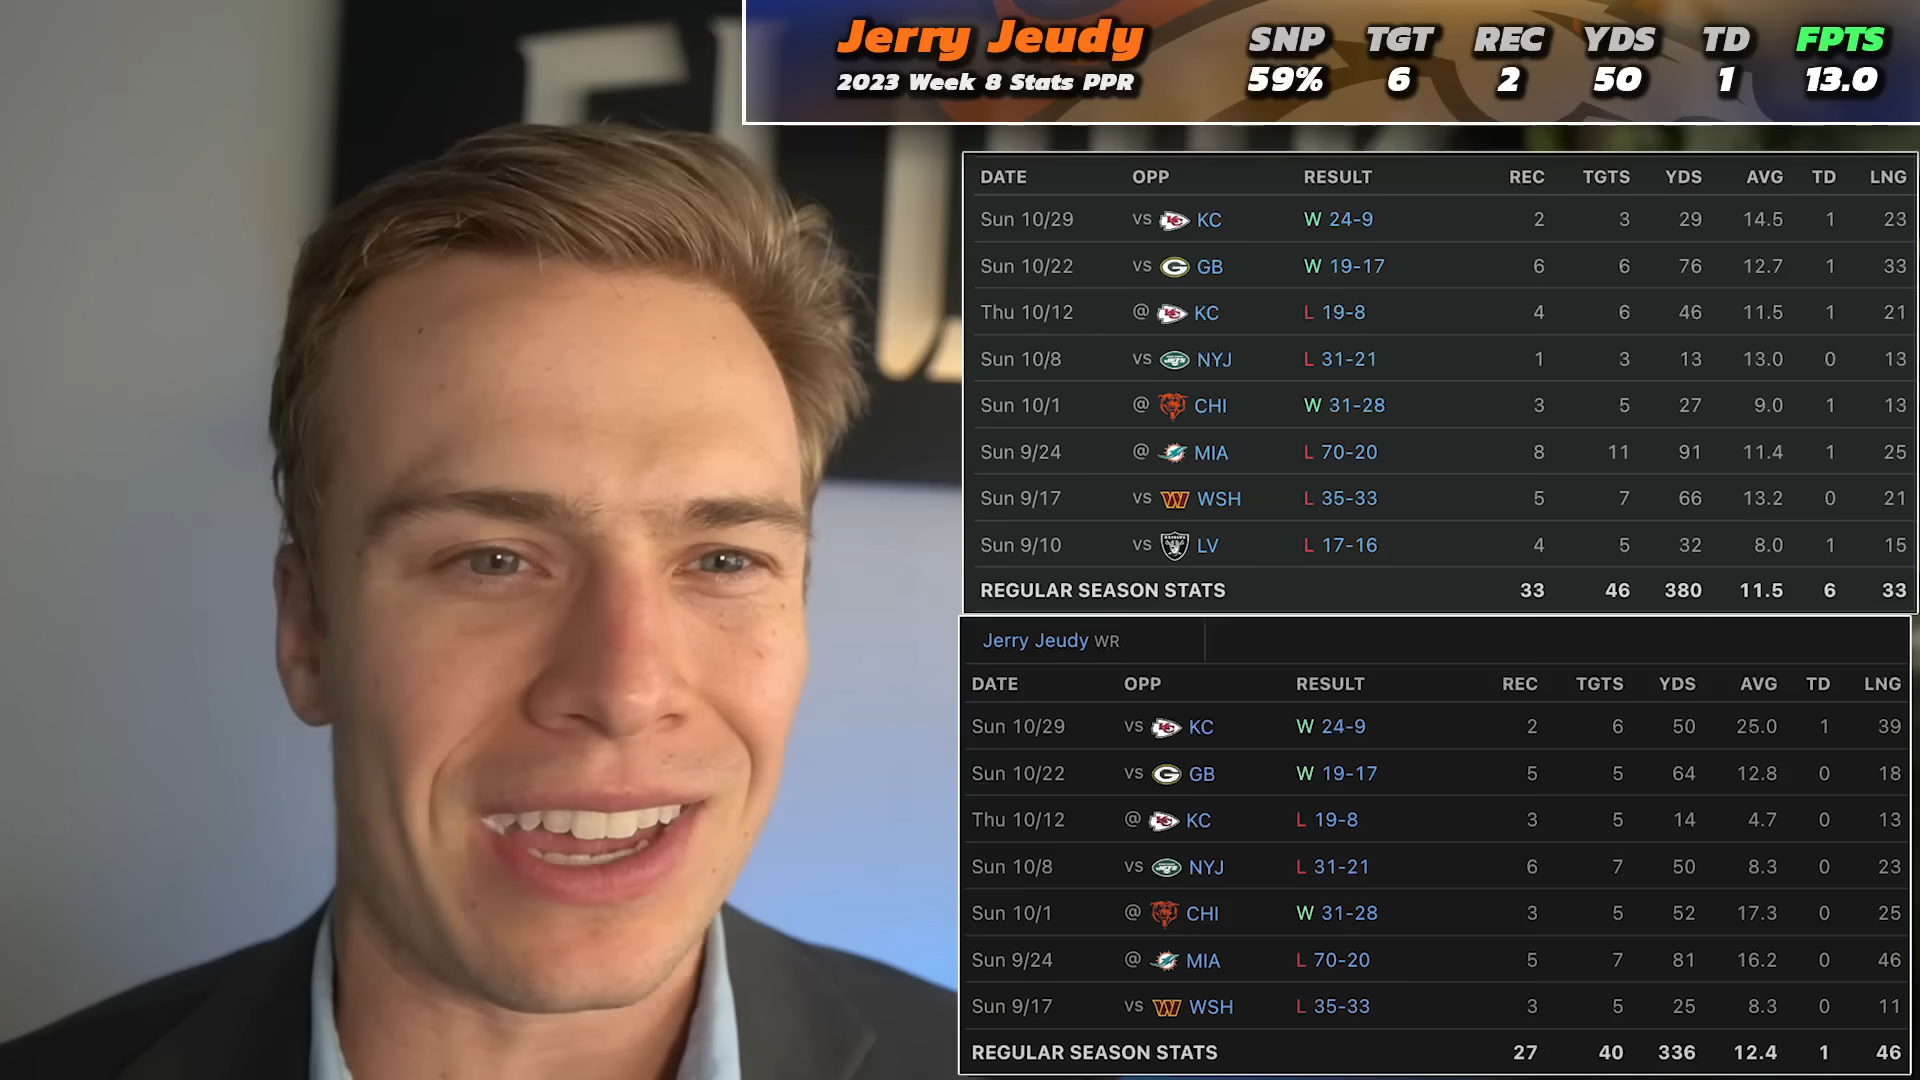 Jerry Jeudy
2023 Week 8 Stats PPR
SNP TGT REC YDS TD FPTS
59% 6 2 50 1 13.0
DATE OPP RESULT REC TGTS YDS AVG TD LNG
Sun 10/29 vs KC W 24-9 2 3 29 14.5 1 23
Sun 10/22 vs GB W 19-17 6 6 76 12.7 1 33
Thu 10/12 @ KC L 19-8 4 6 46 11.5 1 21
Sun 10/8 vs NYJ L 31-21 1 3 13 13.0 0 13
Sun 10/1 @ CHI W 31-28 3 5 27 9.0 1 13
Sun 9/24 @ MIA L 70-20 8 11 91 11.4 1 25
Sun 9/17 vs WSH L 35-33 5 7 66 13.2 0 21
Sun 9/10 vs LV L 17-16 4 5 32 8.0 1 15
REGULAR SEASON STATS 33 46 380 11.5 6 33
Jerry Jeudy WR
DATE OPP RESULT REC TGTS YDS AVG TD LNG
Sun 10/29 vs KC W 24-9 2 6 50 25.0 1 39
Sun 10/22 vs GB W 19-17 5 5 64 12.8 0 18
Thu 10/12 @ KC L 19-8 3 5 14 4.7 0 13
Sun 10/8 vs NYJ L 31-21 6 7 50 8.3 0 23
Sun 10/1 @ CHI W 31-28 3 5 52 17.3 0 25
Sun 9/24 @ MIA L 70-20 5 7 81 16.2 0 46
Sun 9/17 vs WSH L 35-33 3 5 25 8.3 0 11
REGULAR SEASON STATS 27 40 336 12.4 1 46